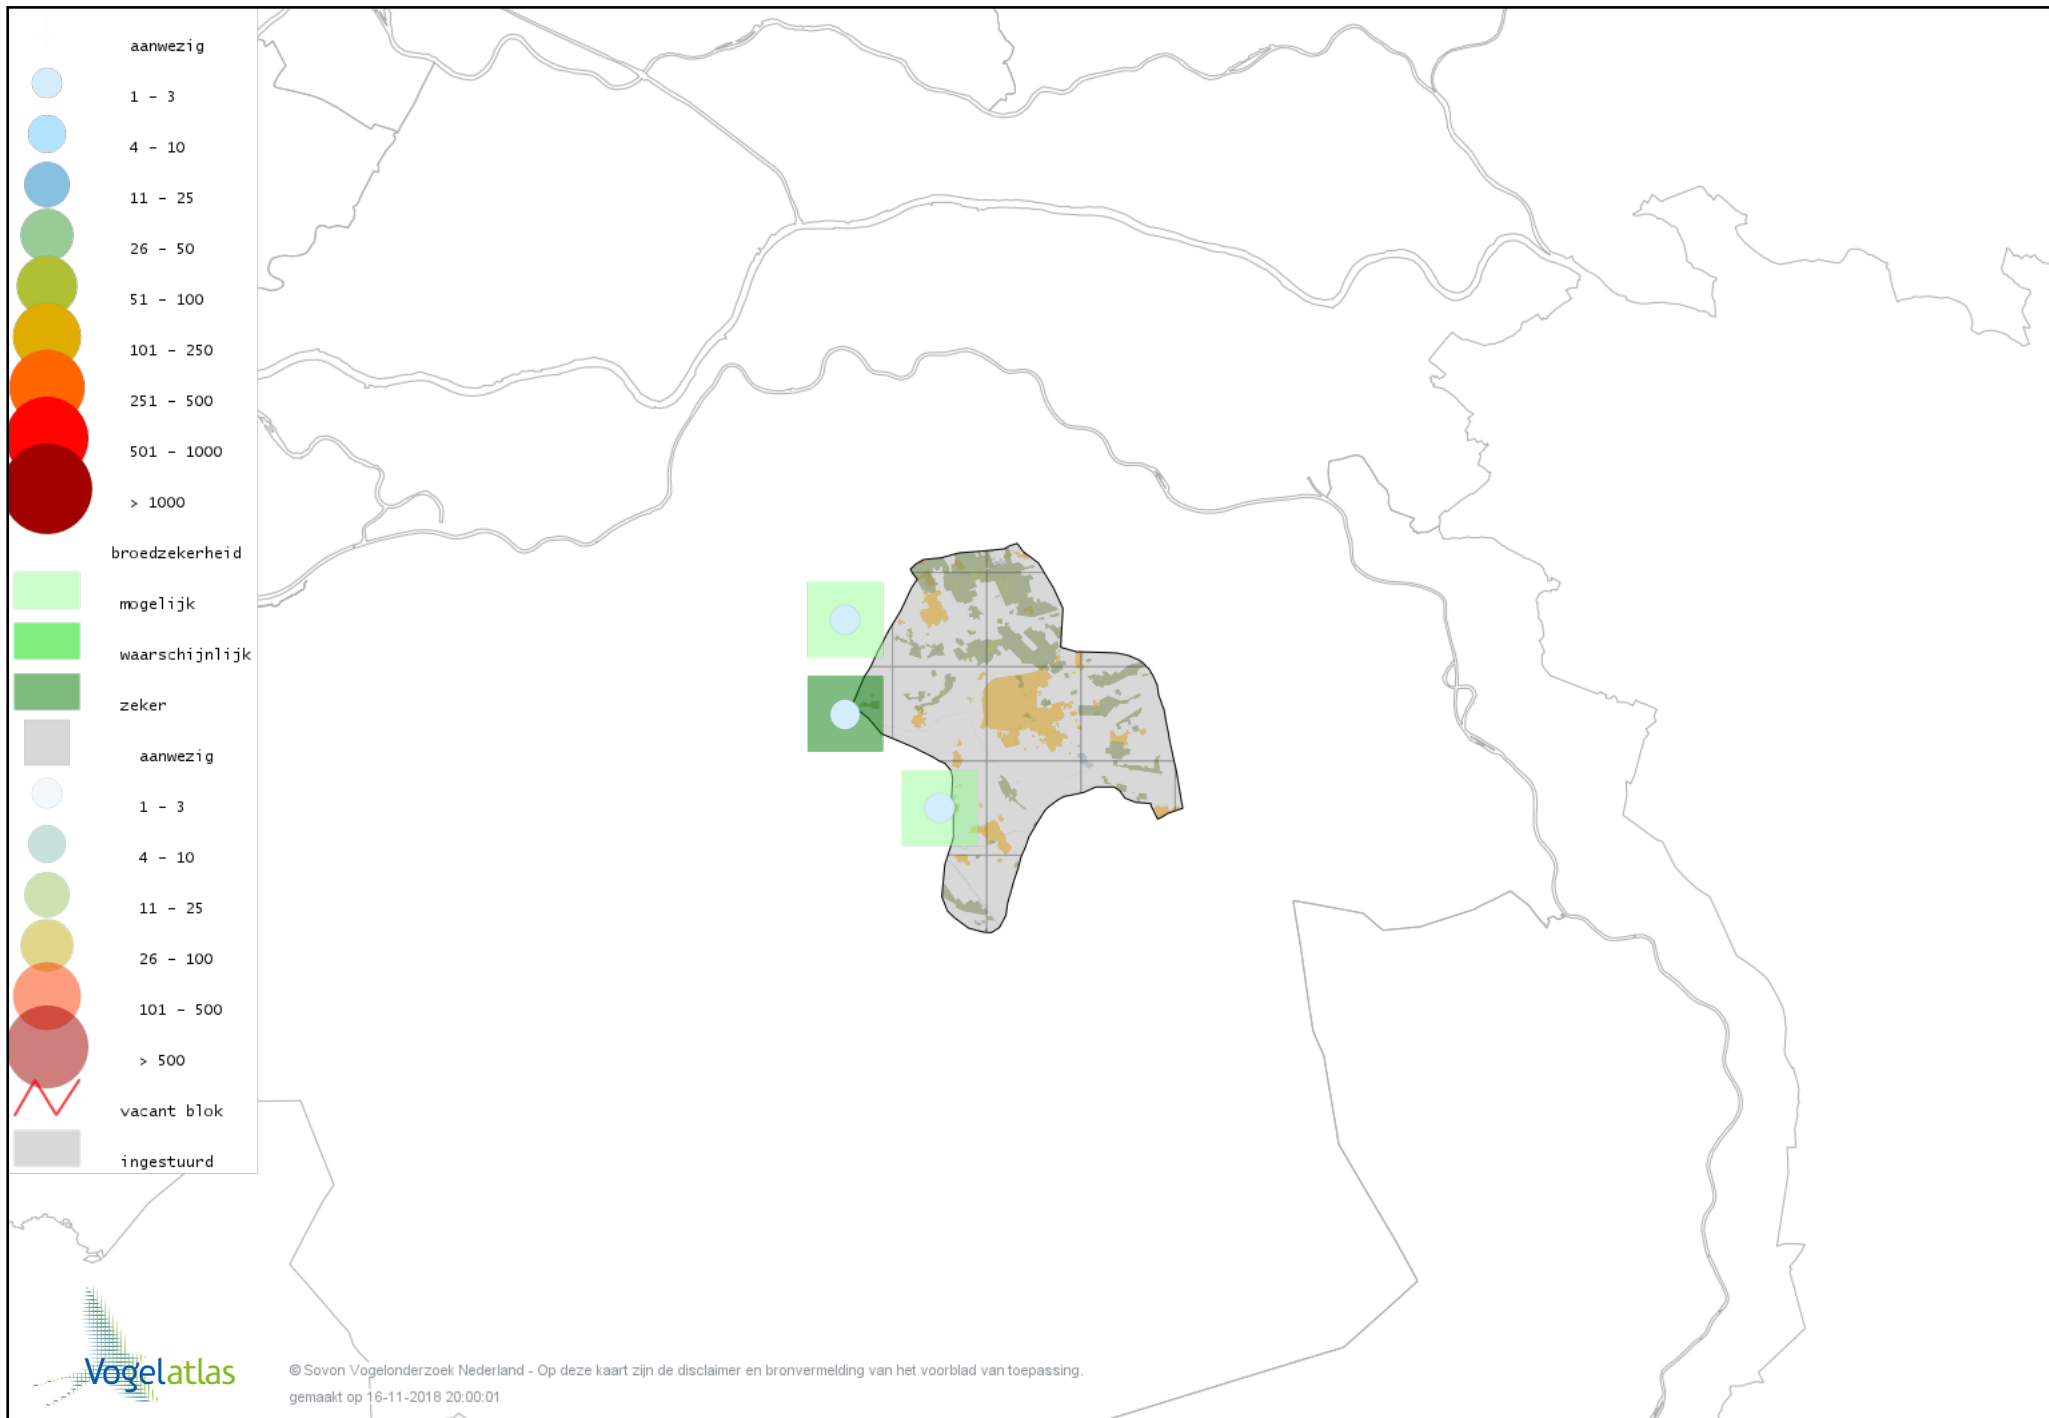 aanwezig
1 - 3
4 - 10
11 - 25
26 - 50
51 - 100
101 - 250
251 - 500
501 - 1000
> 1000
broedzekerheid
mogelijk
waarschijnlijk
zeker
aanwezig
1 - 3
4 - 10
11 - 25
26 - 100
101 - 500
> 500
vacant blok
ingestuurd
Vogelatlas
© Sovon Vogelonderzoek Nederland - Op deze kaart zijn de disclaimer en bronvermelding van het voorblad van toepassing.
gemaakt op 16-11-2018 20:00:01